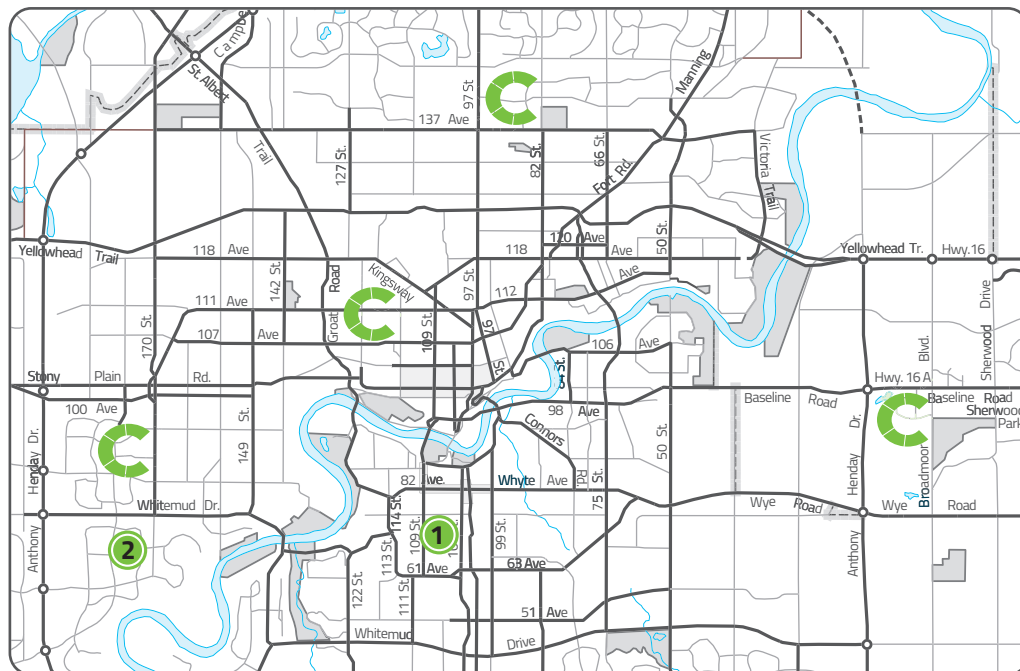 Campbe
St. Albert
Trail
97 St
Manning
137 Ave
127 St.
82 St.
66 St.
Fort Rd.
Victoria
Trail
Yellowhead Trail
118 Ave
118 Ave
120 Ave
50 St.
Yellowhead Tr.
Hwy.16
142 St.
Groat Road
Kingsway
97 St.
112 Ave
111 Ave
109 St.
97 St.
170 St.
107 Ave
106 Ave
Blvd.
Sherwood Drive
Stony Plain Rd.
Hwy. 16 A
100 Ave
149 St.
98 Ave
Baseline Road
Baseline Road
Sherwood
Park
Connors Rd.
50 St.
Henday Dr.
Henday Dr.
Broadmoor
82 Ave.
Whyte Ave
75 St.
Whitemud Dr.
114 St.
109 St.
99 St.
Wye Road
Wye Road
1
2
Anthony
113 St.
61 Ave
63 Ave
Anthony
122 St.
111 St.
51 Ave
Whitemud Drive